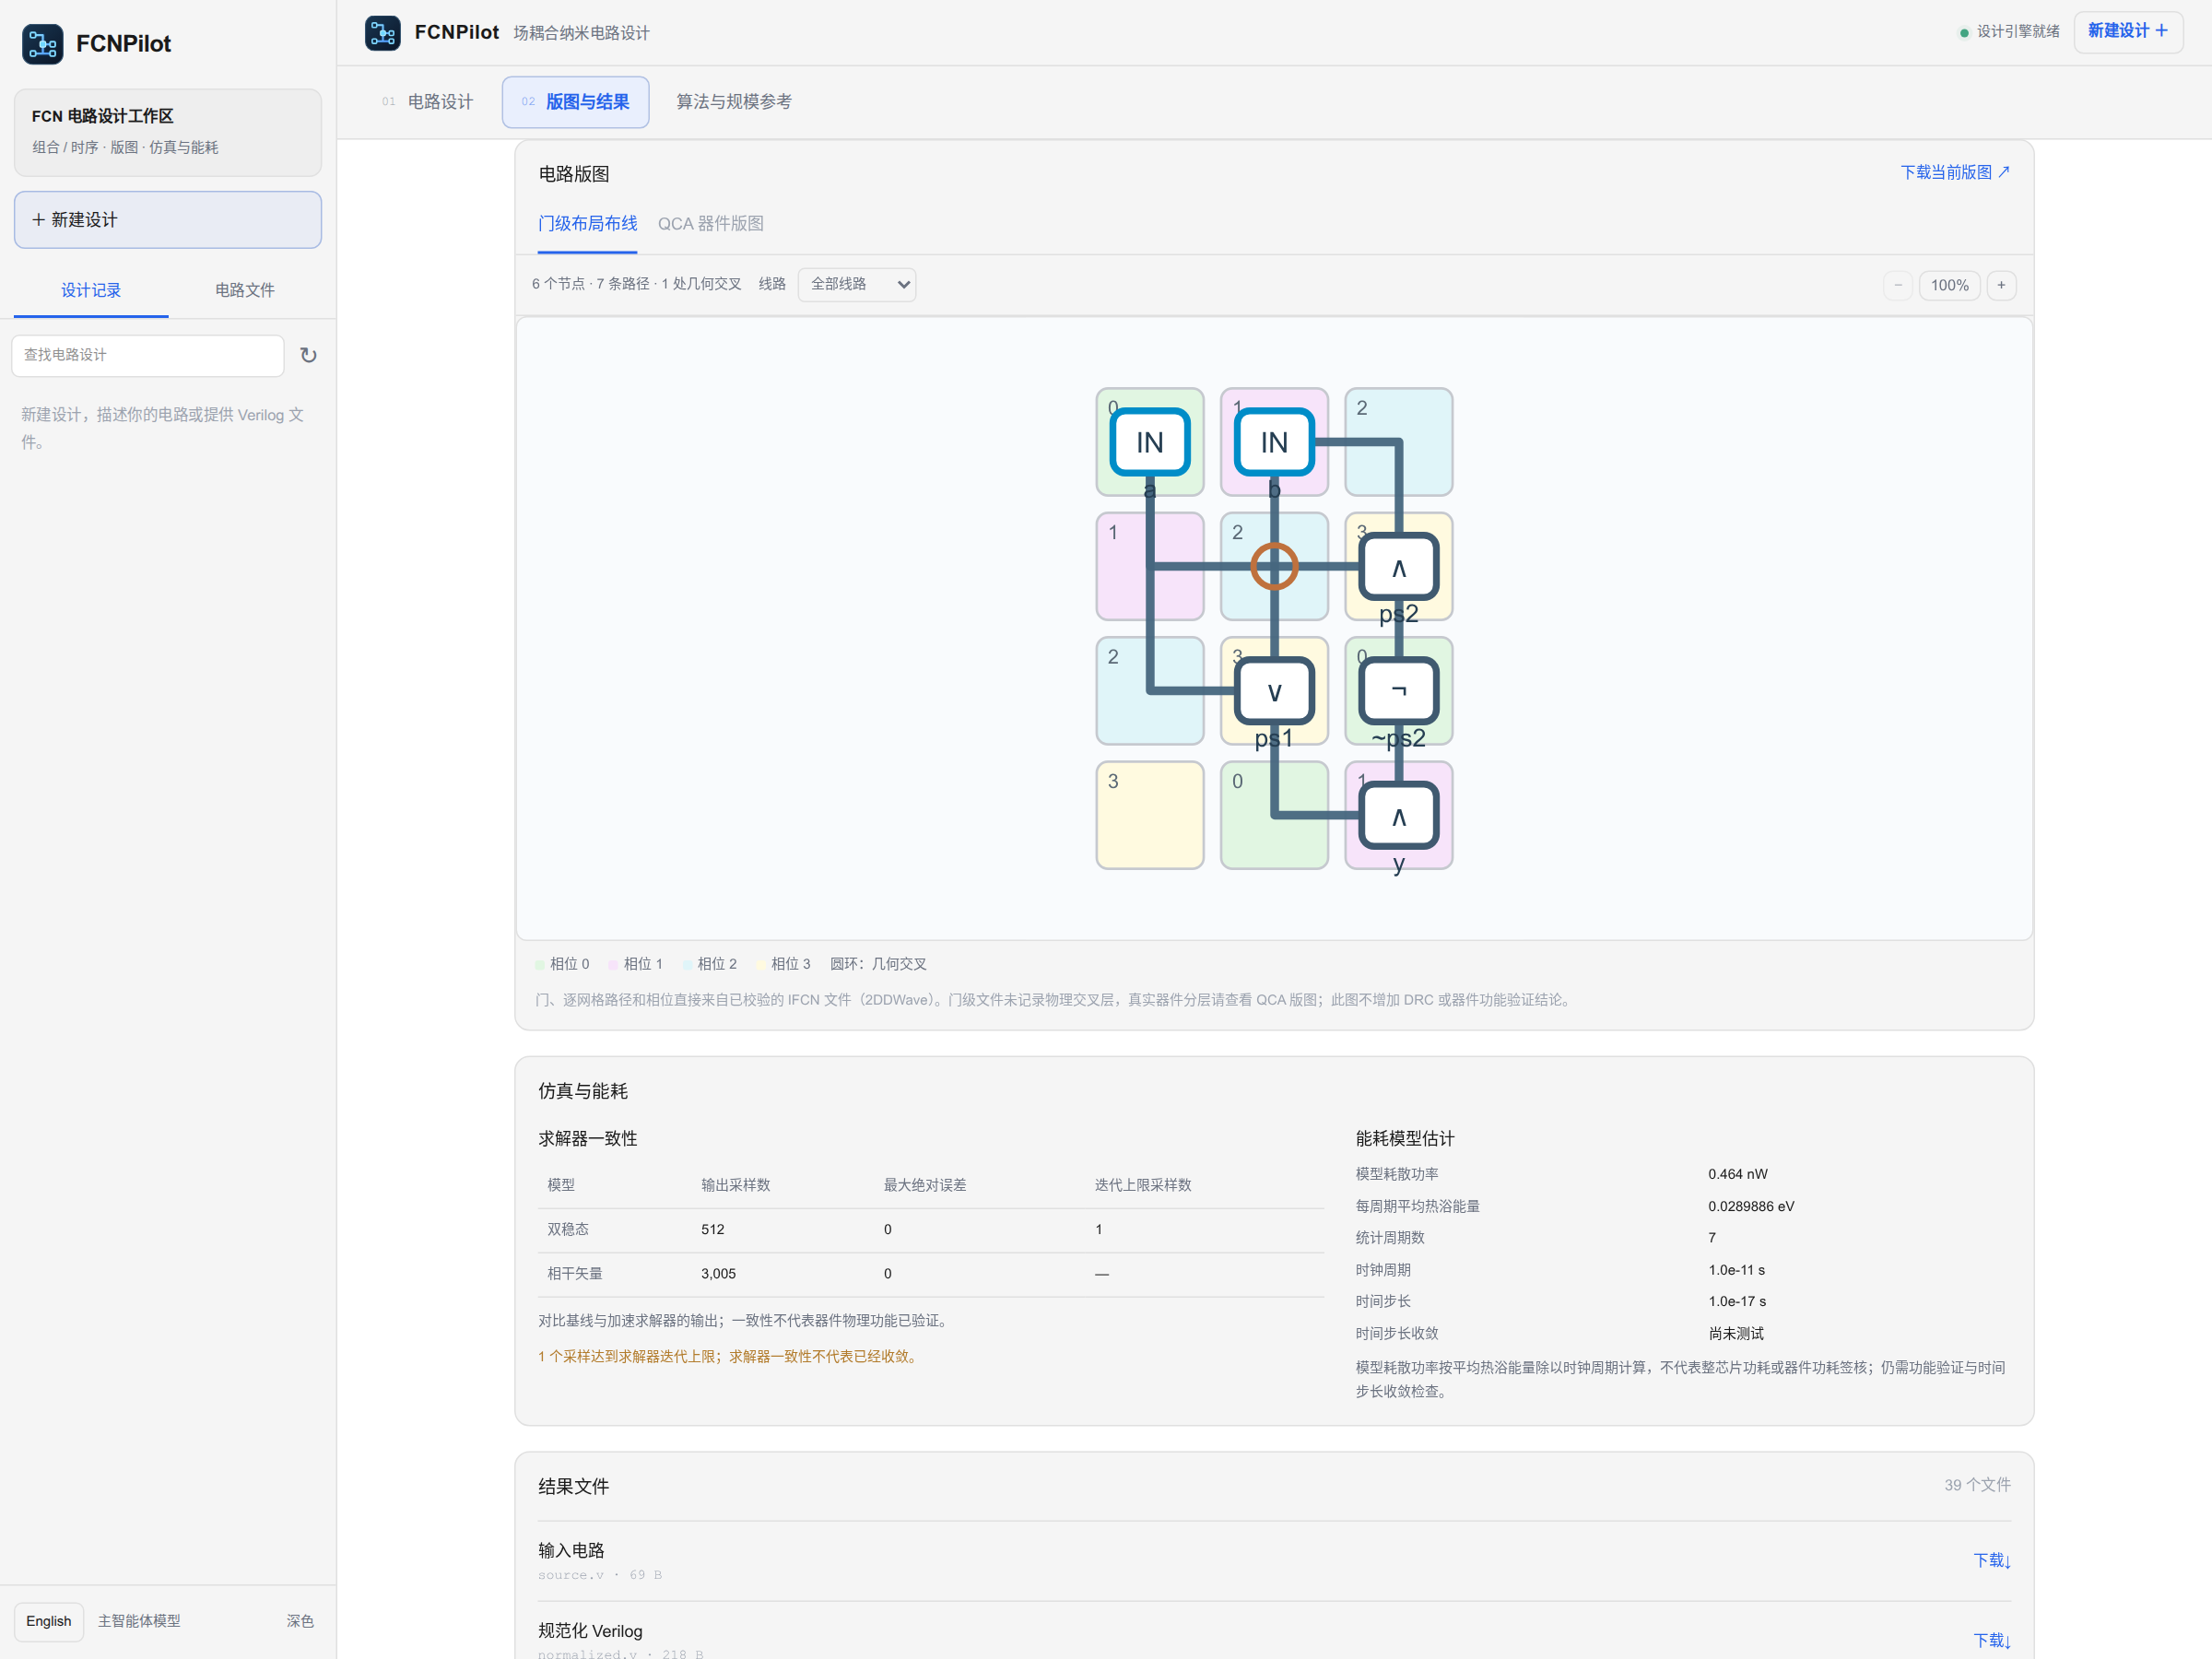 FCNPilot
FCN 电路设计工作区
组合 / 时序 · 版图 · 仿真与能耗
＋ 新建设计
设计记录
电路文件
查找电路设计
↻
新建设计，描述你的电路或提供 Verilog 文
件。
English
主智能体模型
深色
FCNPilot 场耦合纳米电路设计
设计引擎就绪
新建设计 ＋
01 电路设计
02 版图与结果
算法与规模参考
电路版图
下载当前版图 ↗
门级布局布线
QCA 器件版图
6 个节点 · 7 条路径 · 1 处几何交叉
线路
全部线路
−
100%
+
0
IN
a
1
IN
b
2
1
2
3
∧
ps2
2
3
∨
ps1
0
¬
~ps2
3
0
1
∧
y
相位 0
相位 1
相位 2
相位 3
圆环：几何交叉
门、逐网格路径和相位直接来自已校验的 IFCN 文件（2DDWave）。门级文件未记录物理交叉层，真实器件分层请查看 QCA 版图；此图不增加 DRC 或器件功能验证结论。
仿真与能耗
求解器一致性
模型 输出采样数 最大绝对误差 迭代上限采样数
双稳态 512 0 1
相干矢量 3,005 0 —
对比基线与加速求解器的输出；一致性不代表器件物理功能已验证。
1 个采样达到求解器迭代上限；求解器一致性不代表已经收敛。
能耗模型估计
模型耗散功率 0.464 nW
每周期平均热浴能量 0.0289886 eV
统计周期数 7
时钟周期 1.0e-11 s
时间步长 1.0e-17 s
时间步长收敛 尚未测试
模型耗散功率按平均热浴能量除以时钟周期计算，不代表整芯片功耗或器件功耗签核；仍需功能验证与时间
步长收敛检查。
结果文件
39 个文件
输入电路
source.v · 69 B
下载↓
规范化 Verilog
normalized.v · 218 B
下载↓